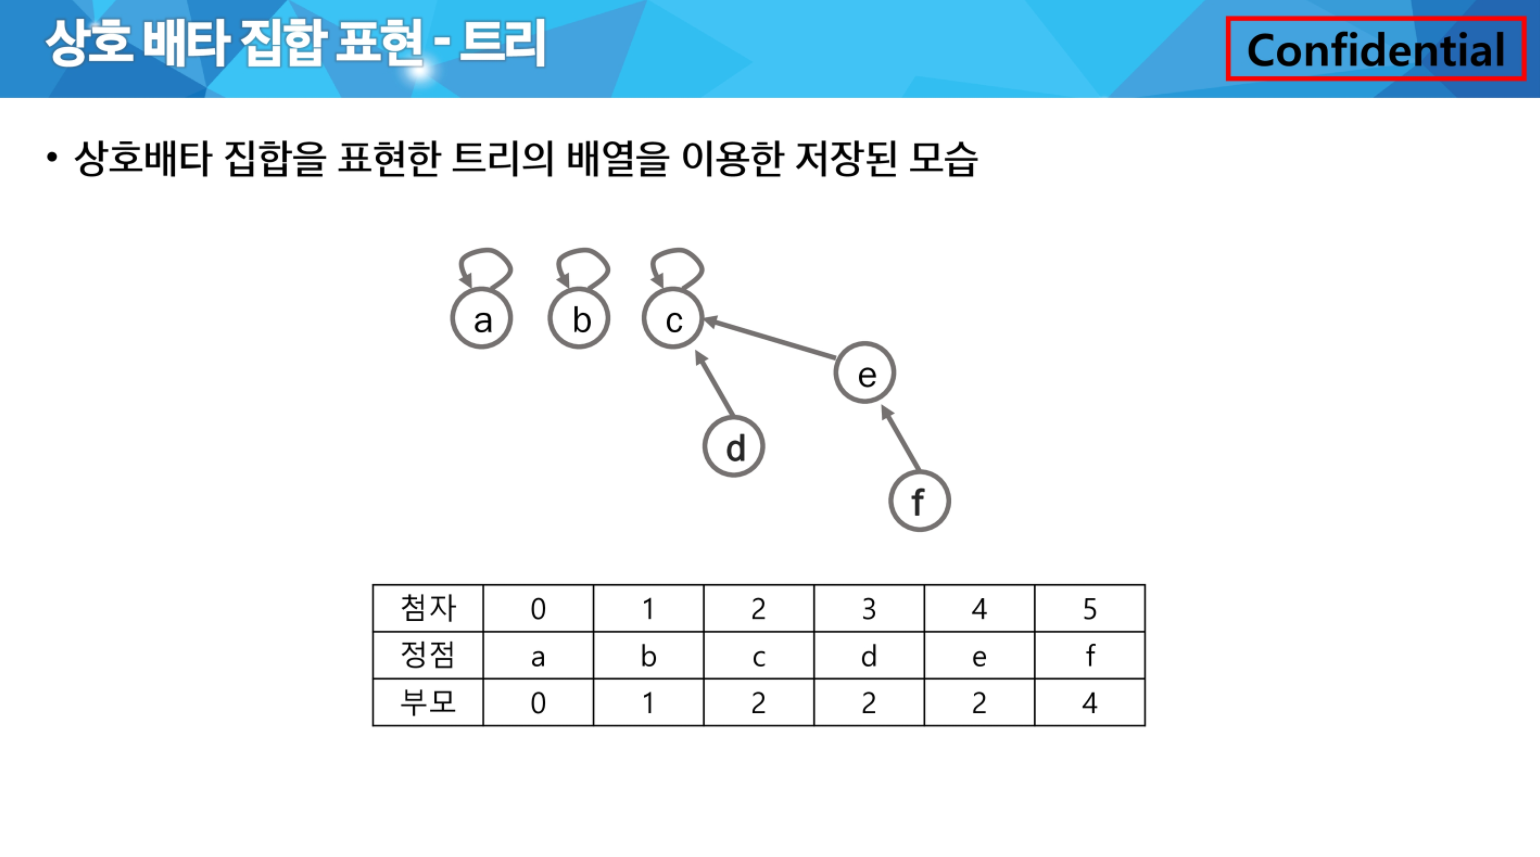 상호 배타 집합 표현 - 트리
Confidential
• 상호배타 집합을 표현한 트리의 배열을 이용한 저장된 모습
a b c
e
d
f
첨자 0 1 2 3 4 5
정점 a b c d e f
부모 0 1 2 2 2 4